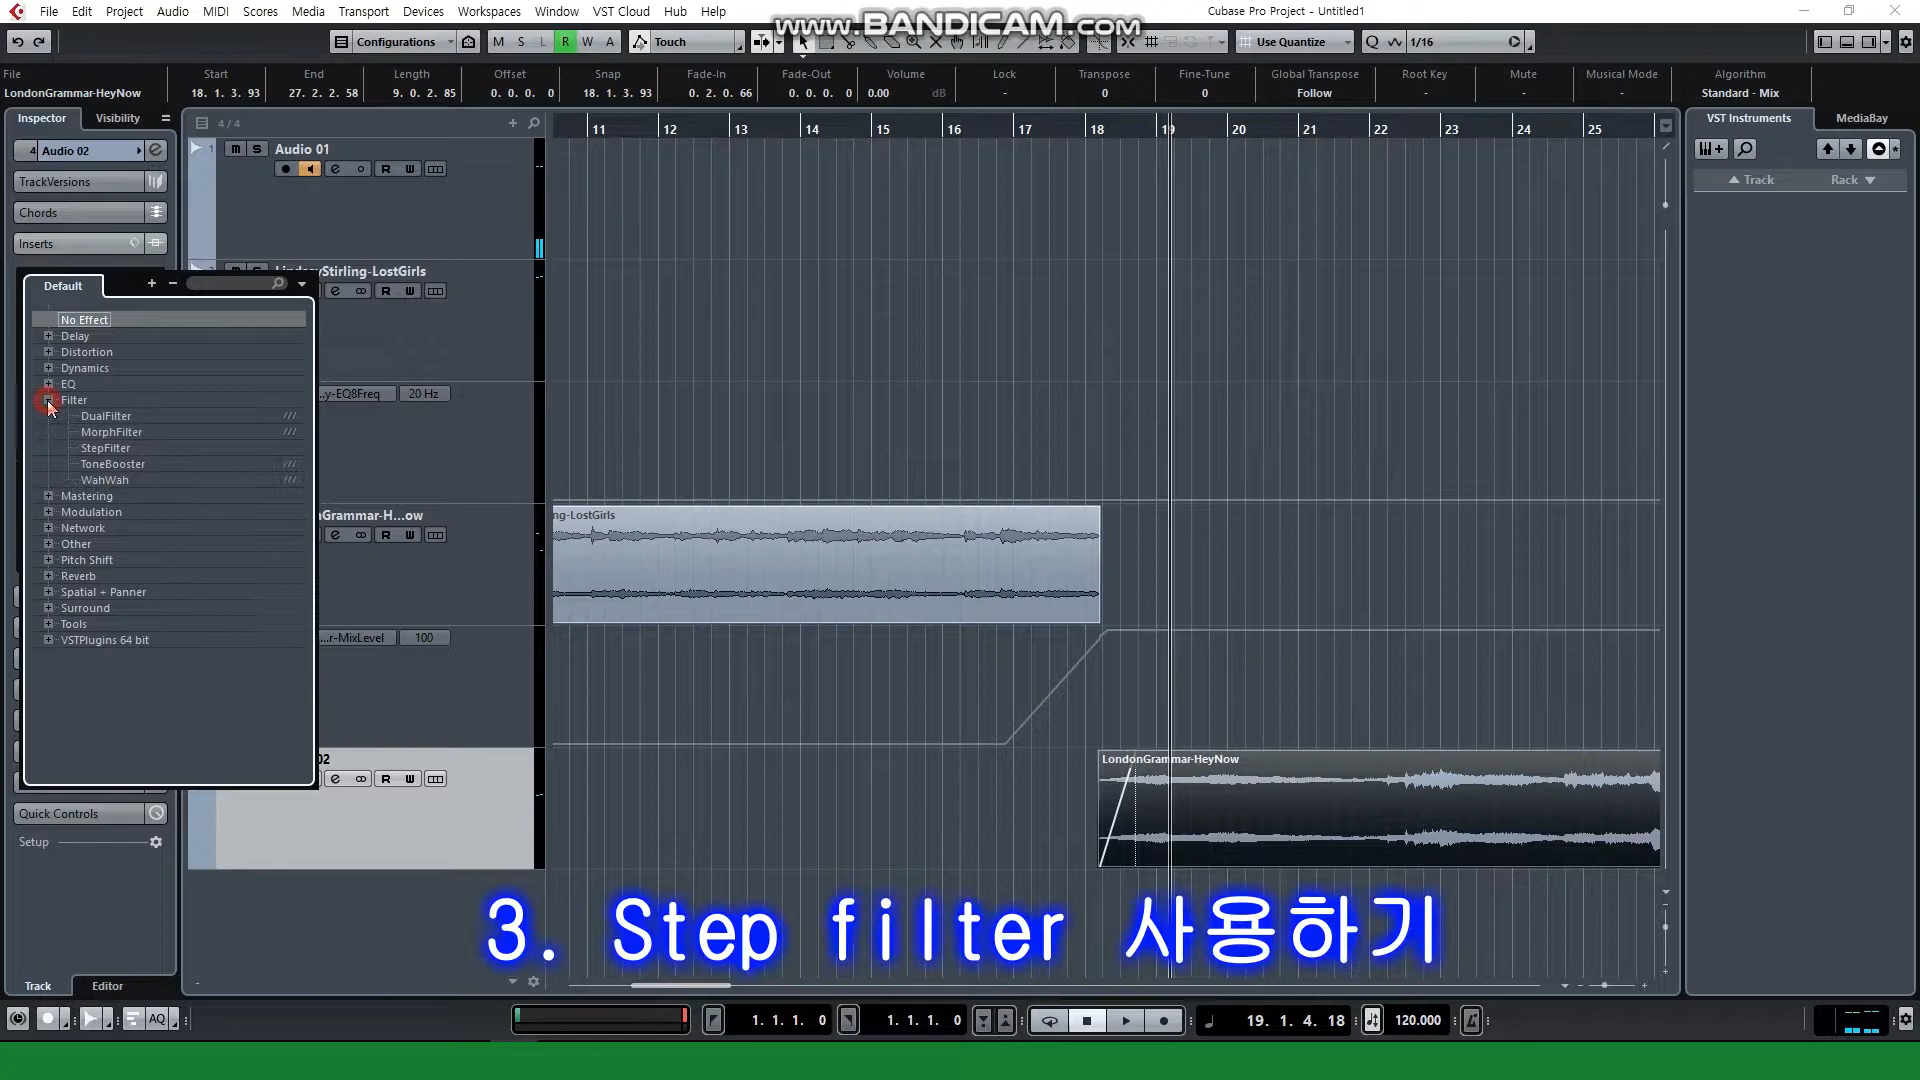 File Edit Project Audio MIDI Scores Media Transport Devices Workspaces Window VST Cloud Hub Help
www.BANDICAM.com
Cubase Pro Project - Untitled1
Configurations M S L R W A Touch Use Quantize Q 1/16
File Start End Length Offset Snap Fade-In Fade-Out Volume Lock Transpose Fine-Tune Global Transpose Root Key Mute Musical Mode Algorithm
LondonGrammar-HeyNow 18. 1. 3. 93 27. 2. 2. 58 9. 0. 2. 85 0. 0. 0. 0 18. 1. 3. 93 0. 2. 0. 66 0. 0. 0. 0 0.00 dB - 0 0 Follow - - - Standard - Mix
Inspector Visibility 4 / 4 11 12 13 14 15 16 17 18 19 20 21 22 23 24 25 VST Instruments MediaBay
4 Audio 02 1 m S Audio 01
R W
TrackVersions Track Rack
Chords
Inserts
Stirling-LostGirls
R W
Default
No Effect
Delay
Distortion
Dynamics
EQ
...y-EQ8Freq 20 Hz
Filter
DualFilter
MorphFilter
StepFilter
ToneBooster
WahWah
Mastering
Modulation
Network
Other
Pitch Shift
Reverb
Spatial + Panner
Surround
Tools
VSTPlugins 64 bit
nGrammar-H...ow ng-LostGirls
R W
...r-MixLevel 100
02 LondonGrammar-HeyNow
R W
Quick Controls
Setup
3. Step filter 사용하기
Track Editor
AQ 1. 1. 1. 0 1. 1. 1. 0 19. 1. 4. 18 120.000